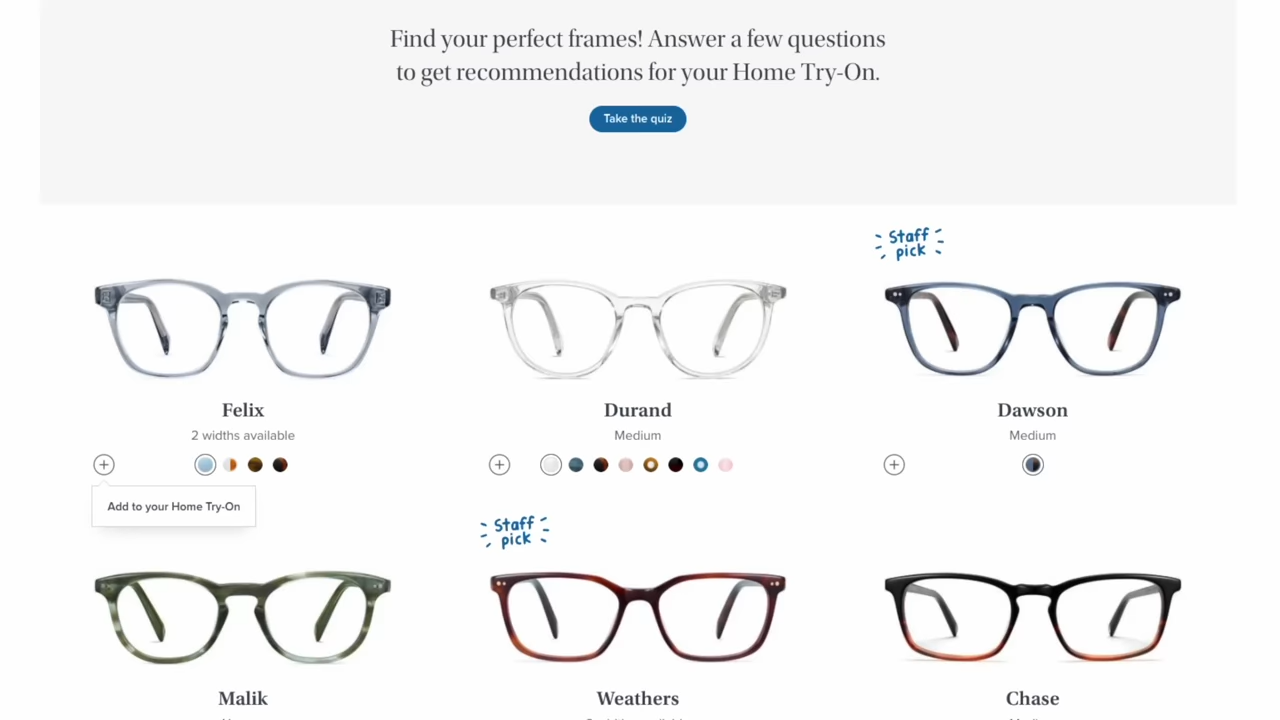 Find your perfect frames! Answer a few questions
to get recommendations for your Home Try-On.
Take the quiz
Staff
pick
Felix
Durand
Dawson
2 widths available
Medium
Medium
Add to your Home Try-On
Staff
pick
Malik
Weathers
Chase